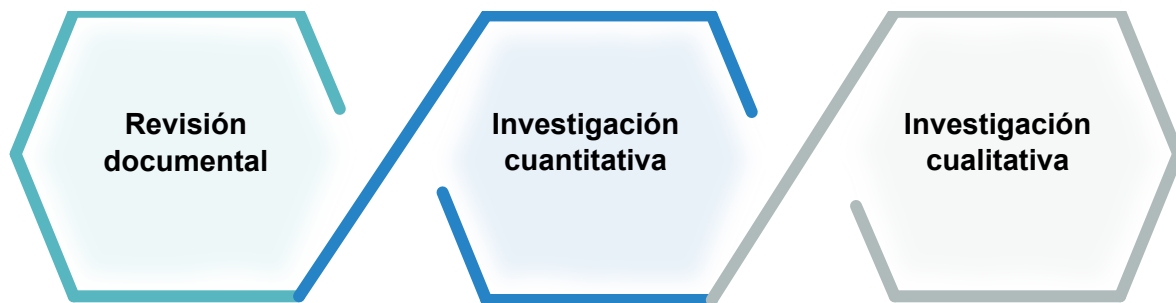 Revisión
documental
Investigación
cuantitativa
Investigación
cualitativa